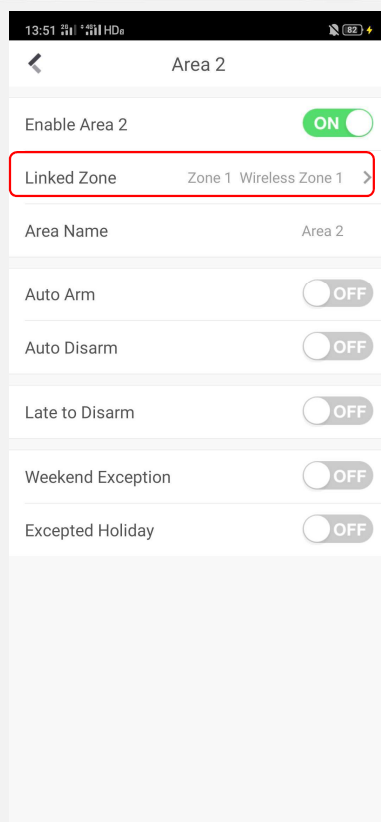 13:51 HD 82
Area 2
Enable Area 2 ON
Linked Zone Zone 1 Wireless Zone 1
Area Name Area 2
Auto Arm OFF
Auto Disarm OFF
Late to Disarm OFF
Weekend Exception OFF
Excepted Holiday OFF